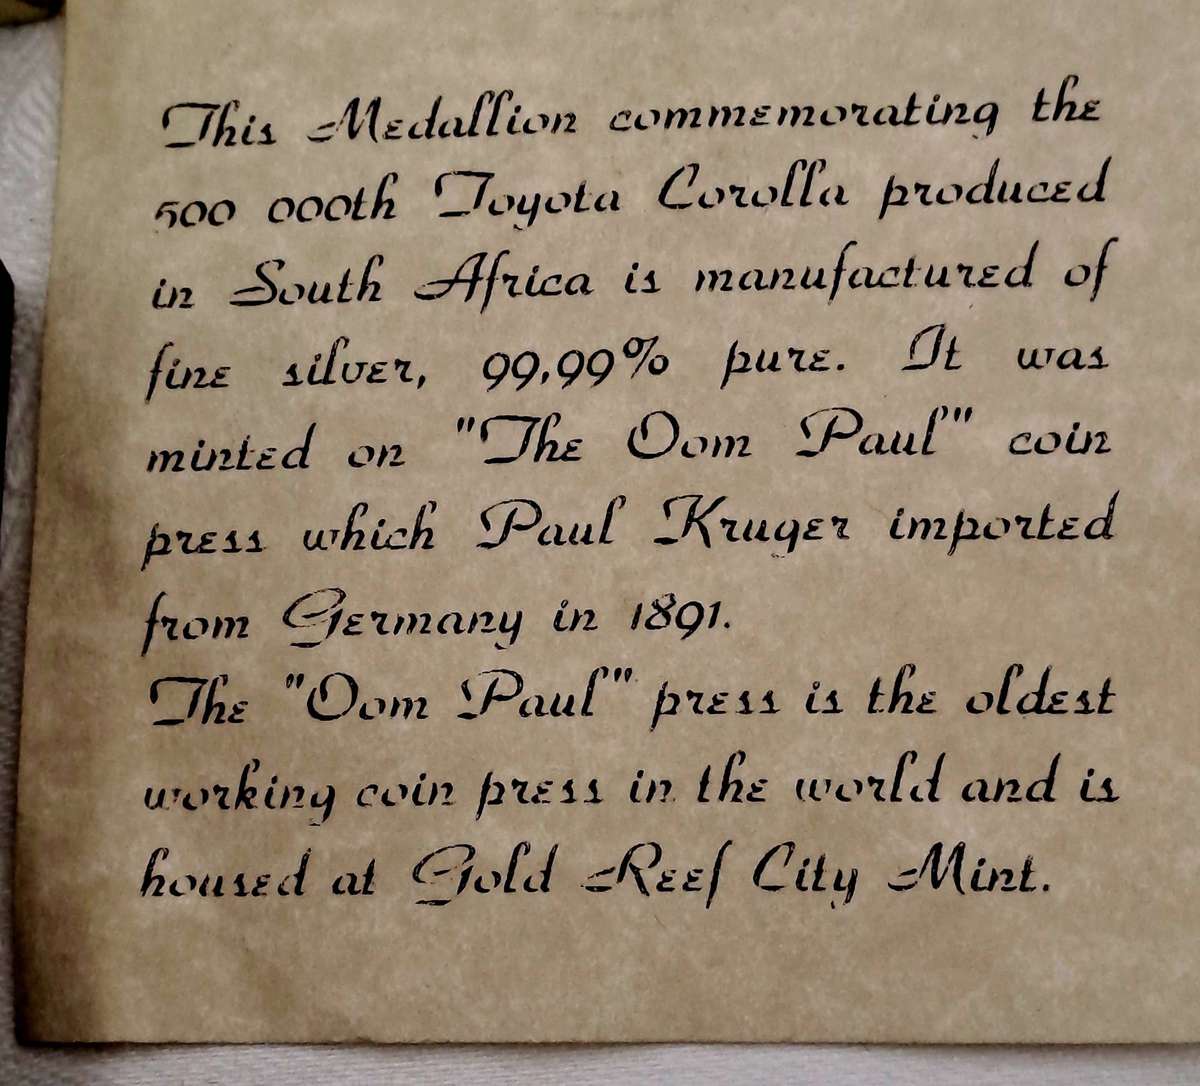 This Medallion commemorating the
500 000th Toyota Corolla produced
in South Africa is manufactured of
fine silver, 99,99% pure. It was
minted on "The Oom Paul" coin
press which Paul Kruger imported
from Germany in 1891.
The "Oom Paul" press is the oldest
working coin press in the world and is
housed at Gold Reef City Mint.